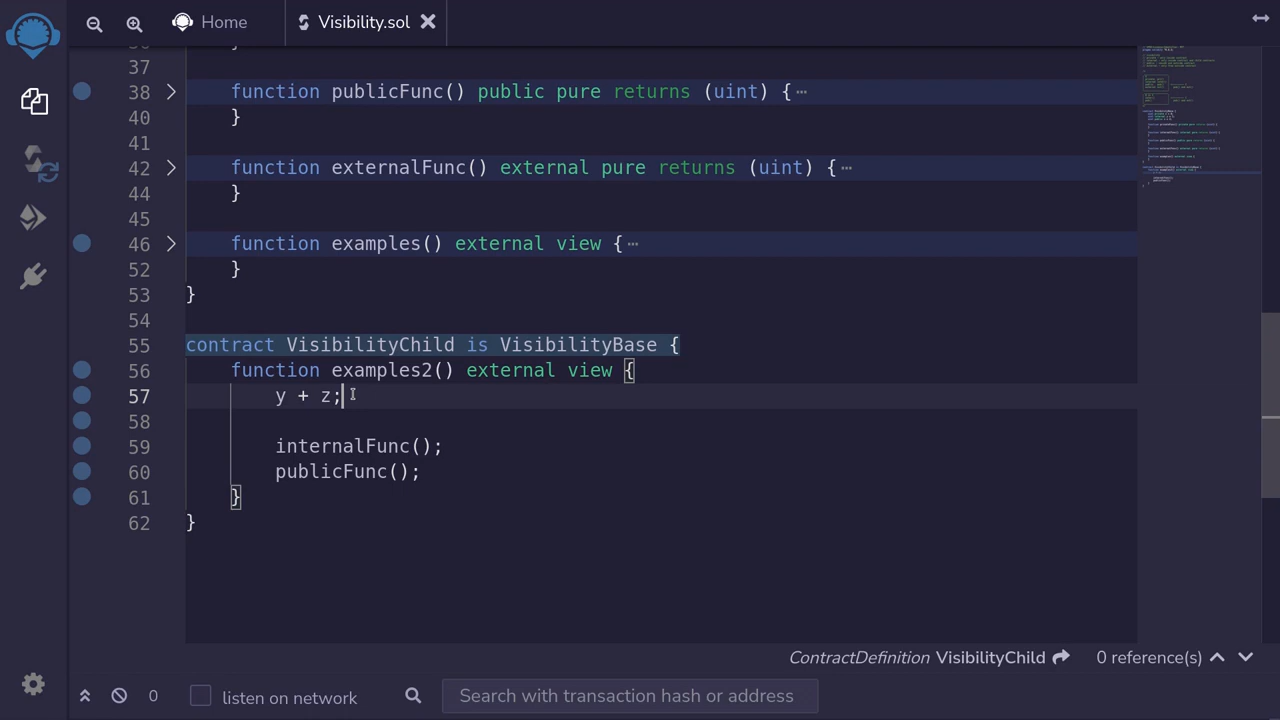 Home
Visibility.sol
37
38 function publicFunc() public pure returns (uint) {⋯
40 }
41
42 function externalFunc() external pure returns (uint) {⋯
44 }
45
46 function examples() external view {⋯
52 }
53 }
54
55 contract VisibilityChild is VisibilityBase {
56 function examples2() external view {
57 y + z;
58
59 internalFunc();
60 publicFunc();
61 }
62 }
ContractDefinition VisibilityChild 0 reference(s)
0 listen on network Search with transaction hash or address